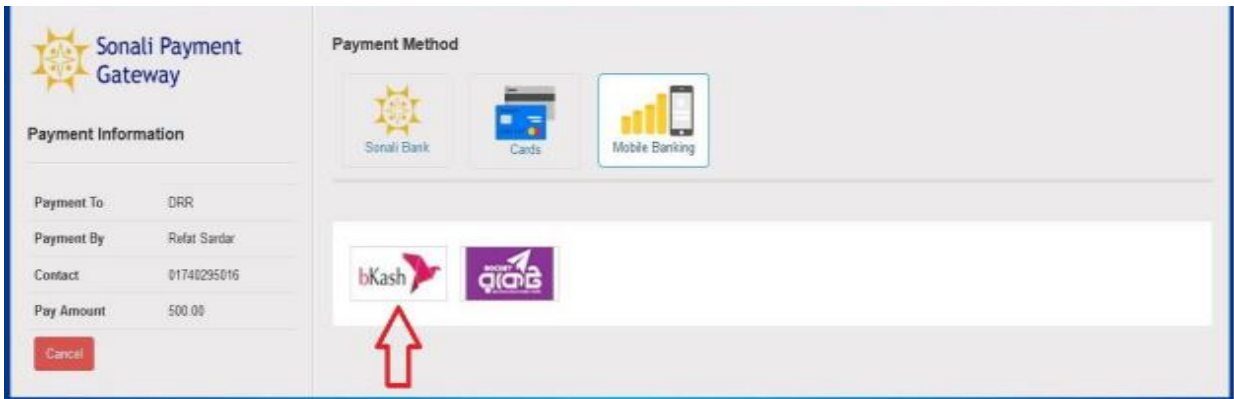 Sonali Payment
Gateway
Payment Information
Payment To DRR
Payment By Refat Sardar
Contact 01740295016
Pay Amount 500.00
Cancel
Payment Method
Sonali Bank
Cards
Mobile Banking
bKash
ROCKET
রকেট